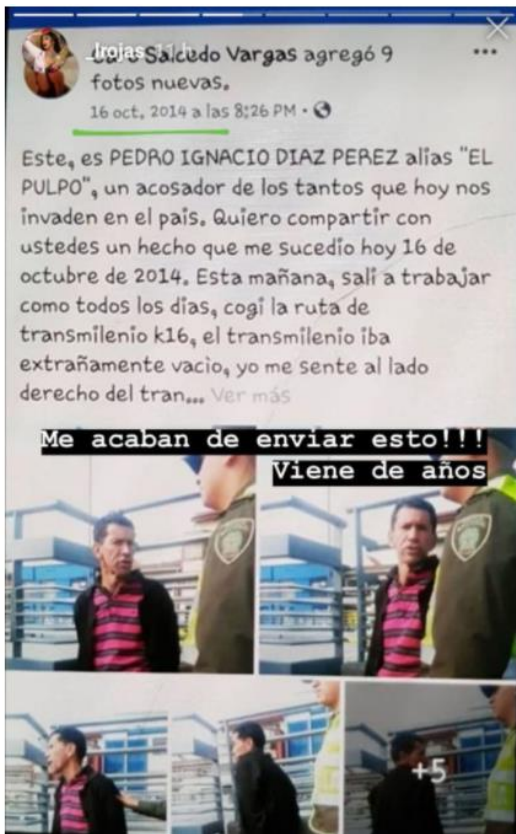 _lrojas 11 h
Salcedo Vargas agregó 9
fotos nuevas.
16 oct. 2014 a las 8:26 PM •
Este, es PEDRO IGNACIO DIAZ PEREZ alias "EL
PULPO", un acosador de los tantos que hoy nos
invaden en el pais. Quiero compartir con
ustedes un hecho que me sucedio hoy 16 de
octubre de 2014. Esta mañana, sali a trabajar
como todos los dias, cogi la ruta de
transmilenio k16, el transmilenio iba
extrañamente vacio, yo me sente al lado
derecho del tran... Ver más
Me acaban de enviar esto!!!
Viene de años
+5